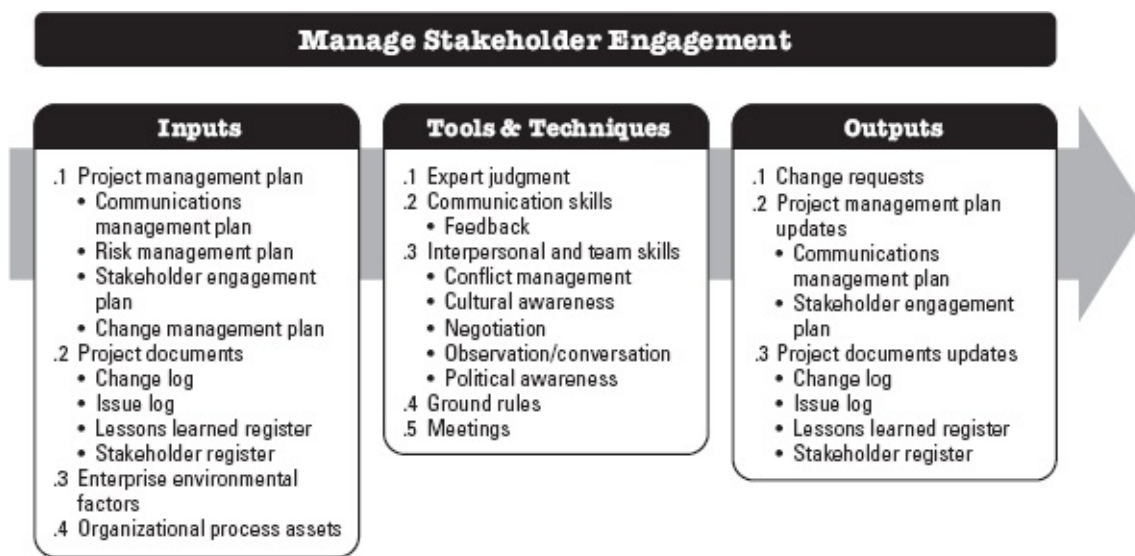 Manage Stakeholder Engagement
Inputs
.1 Project management plan
• Communications
management plan
• Risk management plan
• Stakeholder engagement
plan
• Change management plan
.2 Project documents
• Change log
• Issue log
• Lessons learned register
• Stakeholder register
.3 Enterprise environmental
factors
.4 Organizational process assets
Tools & Techniques
.1 Expert judgment
.2 Communication skills
• Feedback
.3 Interpersonal and team skills
• Conflict management
• Cultural awareness
• Negotiation
• Observation/conversation
• Political awareness
.4 Ground rules
.5 Meetings
Outputs
.1 Change requests
.2 Project management plan
updates
• Communications
management plan
• Stakeholder engagement
plan
.3 Project documents updates
• Change log
• Issue log
• Lessons learned register
• Stakeholder register